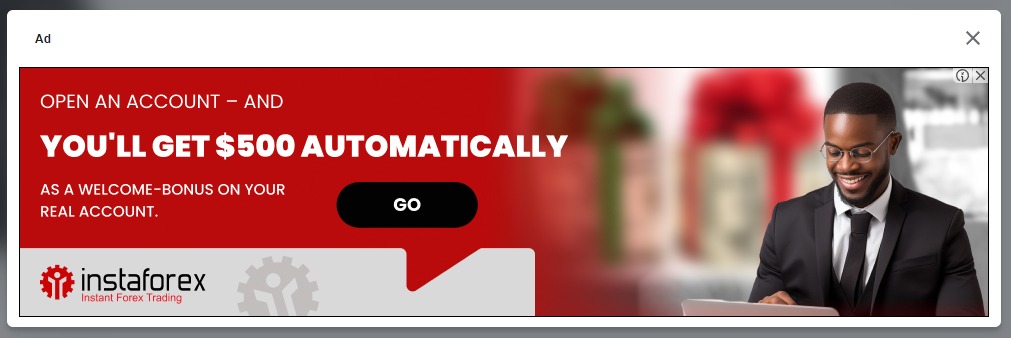 Ad
OPEN AN ACCOUNT – AND
YOU'LL GET $500 AUTOMATICALLY
AS A WELCOME-BONUS ON YOUR
REAL ACCOUNT.
GO
instaforex
Instant Forex Trading